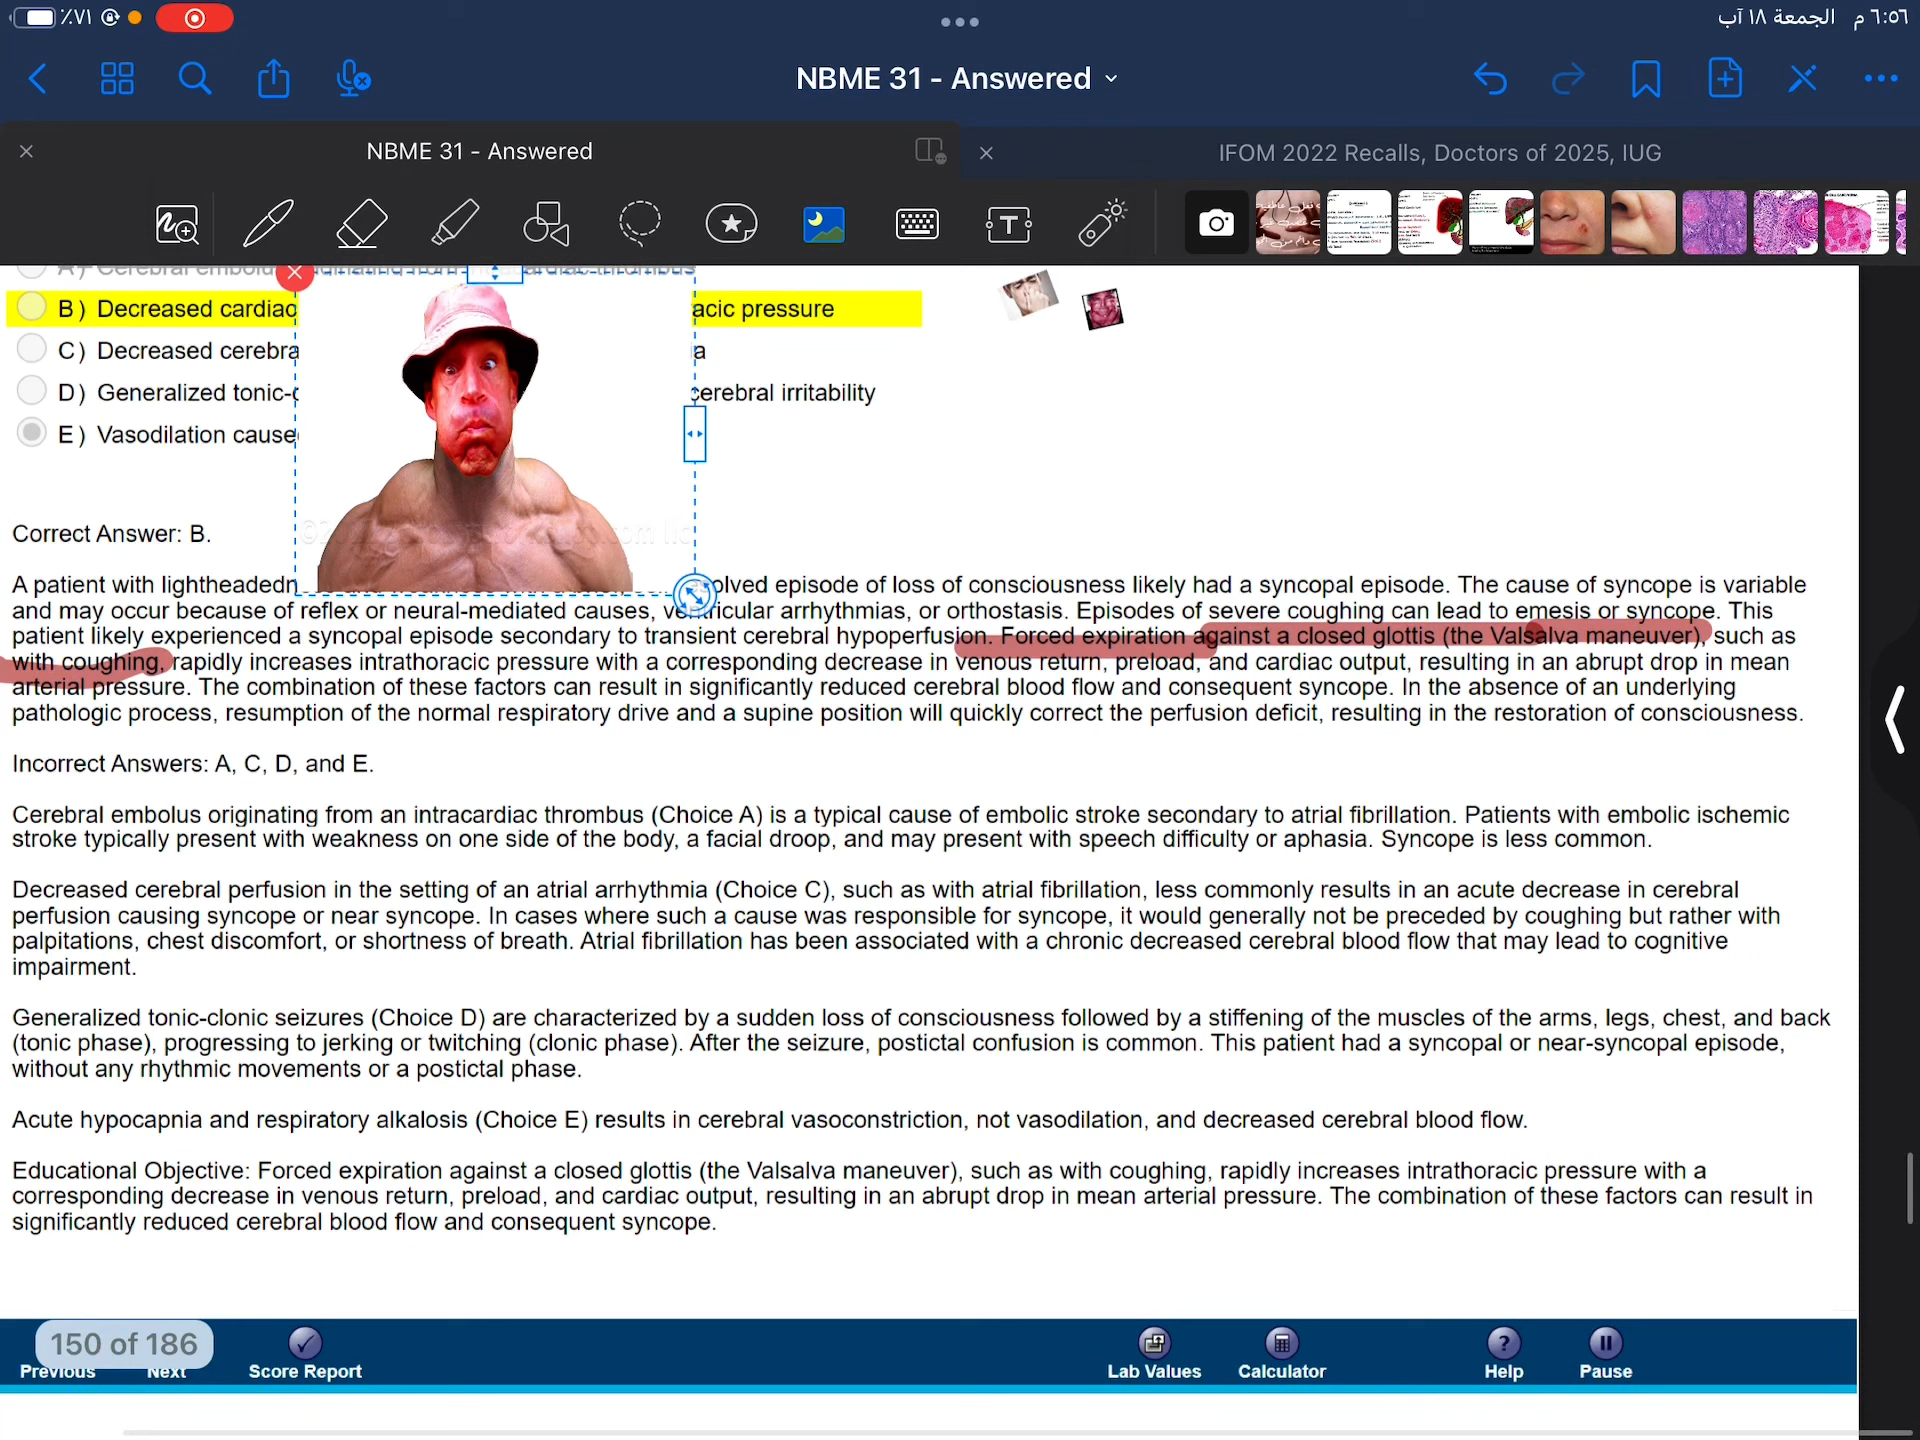 ٪٧١
٦:٥٦ م الجمعة ١٨ آب
NBME 31 - Answered
NBME 31 - Answered
IFOM 2022 Recalls, Doctors of 2025, IUG
B) Decreased cardiac
acic pressure
C) Decreased cerebra
a
D) Generalized tonic-c
cerebral irritability
E) Vasodilation cause
Correct Answer: B.
A patient with lightheadedn olved episode of loss of consciousness likely had a syncopal episode. The cause of syncope is variable
and may occur because of reflex or neural-mediated causes, ventricular arrhythmias, or orthostasis. Episodes of severe coughing can lead to emesis or syncope. This
patient likely experienced a syncopal episode secondary to transient cerebral hypoperfusion. Forced expiration against a closed glottis (the Valsalva maneuver), such as
with coughing, rapidly increases intrathoracic pressure with a corresponding decrease in venous return, preload, and cardiac output, resulting in an abrupt drop in mean
arterial pressure. The combination of these factors can result in significantly reduced cerebral blood flow and consequent syncope. In the absence of an underlying
pathologic process, resumption of the normal respiratory drive and a supine position will quickly correct the perfusion deficit, resulting in the restoration of consciousness.
Incorrect Answers: A, C, D, and E.
Cerebral embolus originating from an intracardiac thrombus (Choice A) is a typical cause of embolic stroke secondary to atrial fibrillation. Patients with embolic ischemic
stroke typically present with weakness on one side of the body, a facial droop, and may present with speech difficulty or aphasia. Syncope is less common.
Decreased cerebral perfusion in the setting of an atrial arrhythmia (Choice C), such as with atrial fibrillation, less commonly results in an acute decrease in cerebral
perfusion causing syncope or near syncope. In cases where such a cause was responsible for syncope, it would generally not be preceded by coughing but rather with
palpitations, chest discomfort, or shortness of breath. Atrial fibrillation has been associated with a chronic decreased cerebral blood flow that may lead to cognitive
impairment.
Generalized tonic-clonic seizures (Choice D) are characterized by a sudden loss of consciousness followed by a stiffening of the muscles of the arms, legs, chest, and back
(tonic phase), progressing to jerking or twitching (clonic phase). After the seizure, postictal confusion is common. This patient had a syncopal or near-syncopal episode,
without any rhythmic movements or a postictal phase.
Acute hypocapnia and respiratory alkalosis (Choice E) results in cerebral vasoconstriction, not vasodilation, and decreased cerebral blood flow.
Educational Objective: Forced expiration against a closed glottis (the Valsalva maneuver), such as with coughing, rapidly increases intrathoracic pressure with a
corresponding decrease in venous return, preload, and cardiac output, resulting in an abrupt drop in mean arterial pressure. The combination of these factors can result in
significantly reduced cerebral blood flow and consequent syncope.
150 of 186
Previous Next Score Report Lab Values Calculator Help Pause